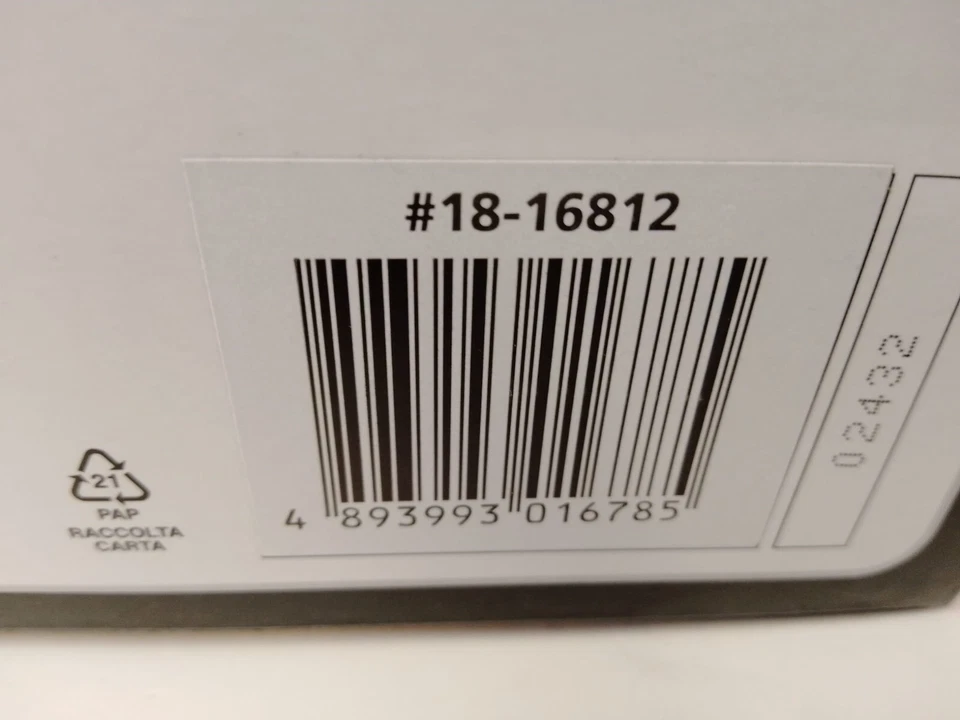 #18-16812
4 893993 016785
02432
21
PAP
RACCOLTA
CARTA